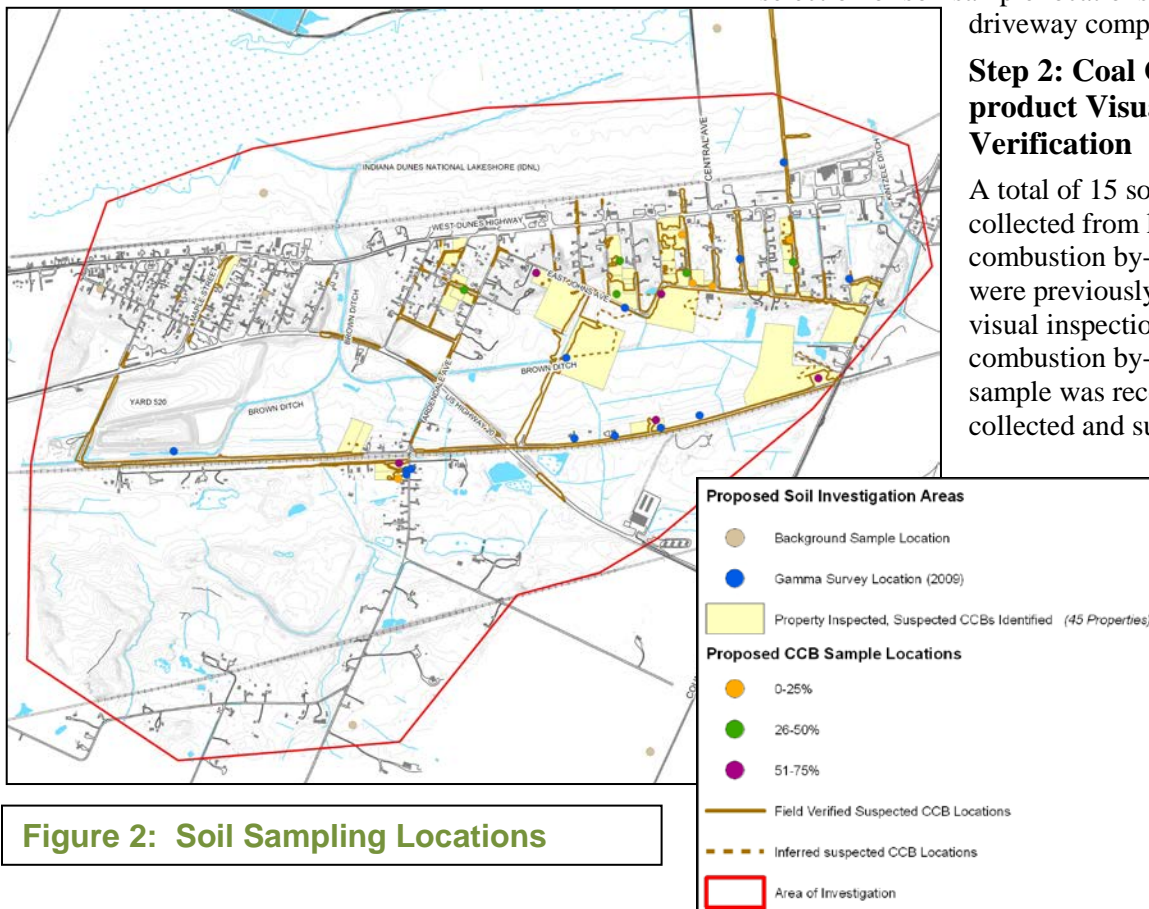 driveway comp
Step 2: Coal C
product Visua
Verification
A total of 15 so
collected from
combustion by-
were previously
visual inspectio
combustion by-
sample was rec
collected and su
INDIANA DUNES NATIONAL LAKESHORE (IDNL)
CENTRAL AVE
WEST DUNES HIGHWAY
MAPLE STREET
BROWN DITCH
EAST JOHNS AVE
BROWN DITCH
ARDENDALE AVE
US HIGHWAY 20
YARD 520
BROWN DITCH
COU
Proposed Soil Investigation Areas
Background Sample Location
Gamma Survey Location (2009)
Property Inspected, Suspected CCBs Identified (45 Properties)
Proposed CCB Sample Locations
0-25%
26-50%
51-75%
Field Verified Suspected CCB Locations
Inferred suspected CCB Locations
Area of Investigation
Figure 2: Soil Sampling Locations